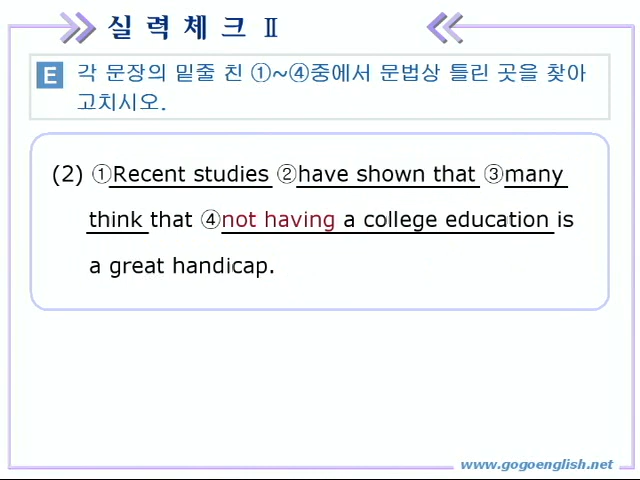 실 력 체 크 Ⅱ
E 각 문장의 밑줄 친 ①~④중에서 문법상 틀린 곳을 찾아
고치시오.
(2) ①Recent studies ②have shown that ③many
think that ④not having a college education is
a great handicap.
www.gogoenglish.net